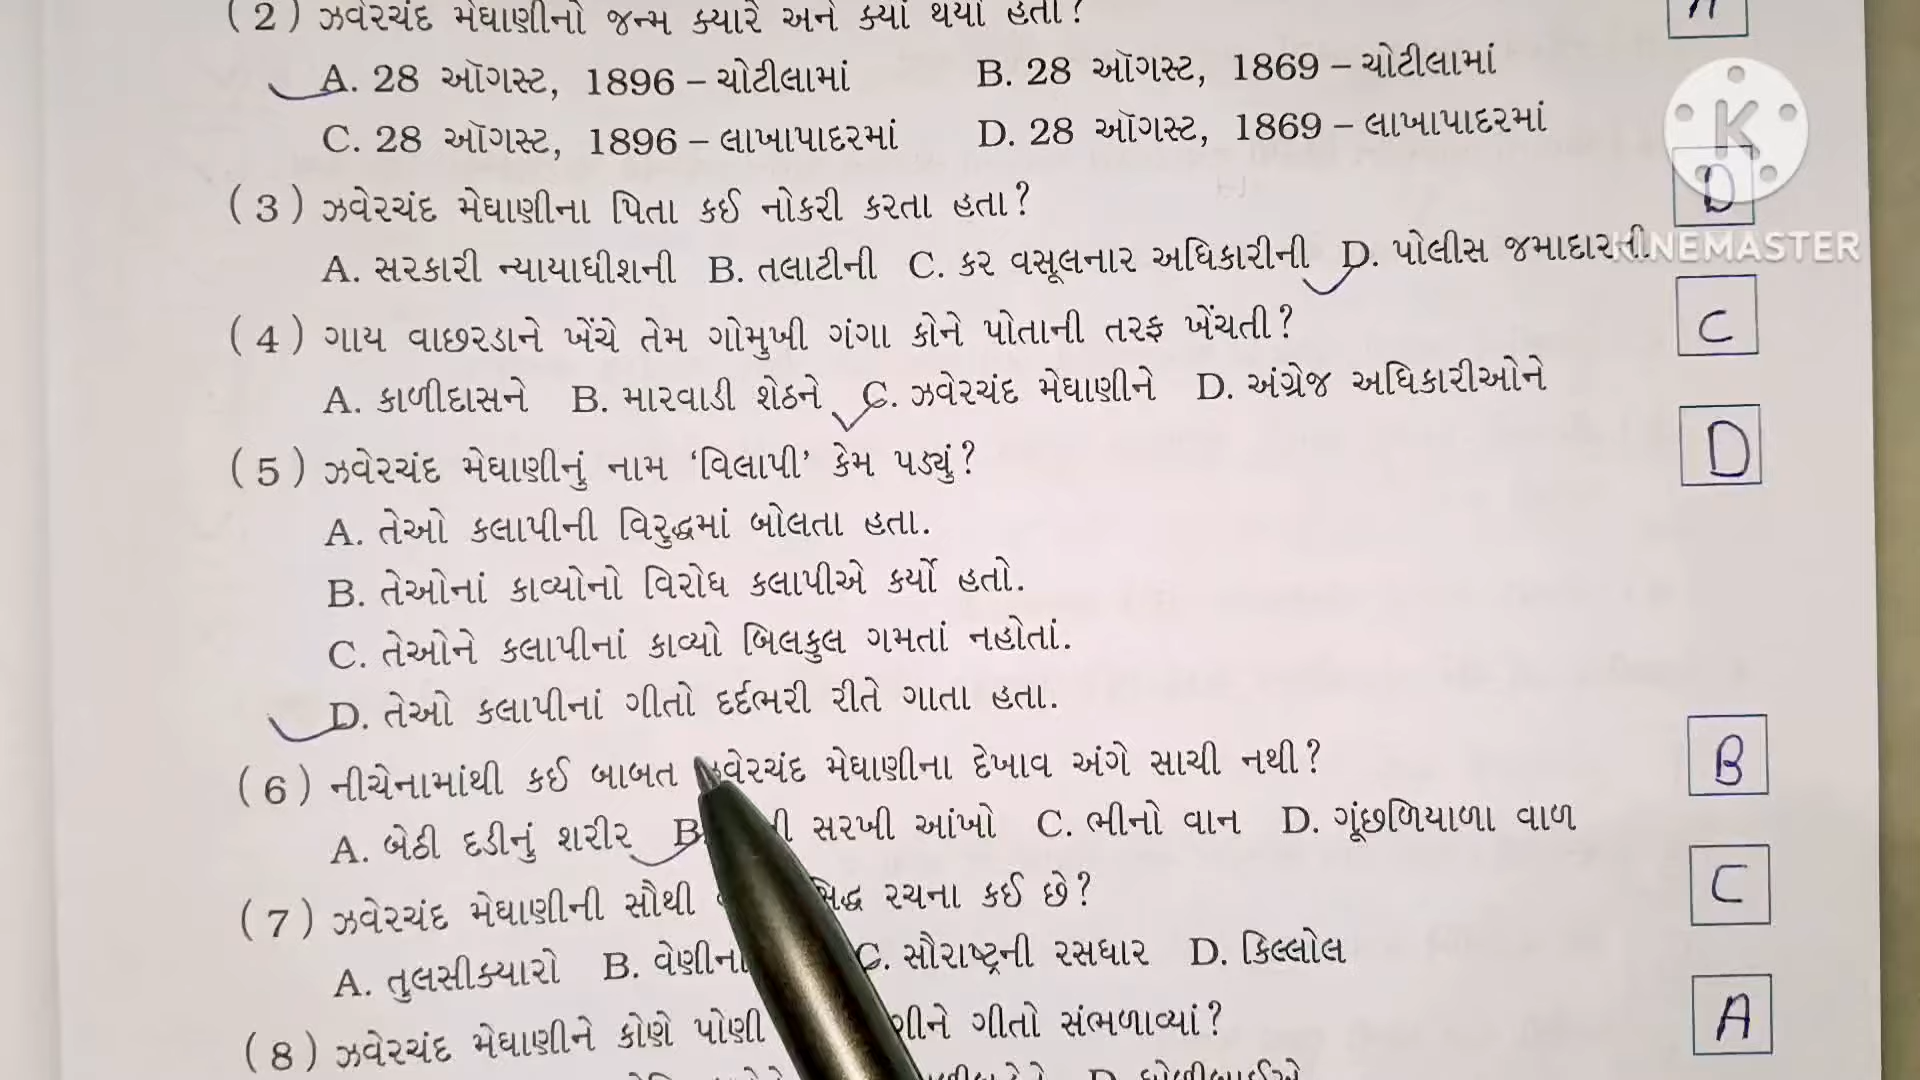 (2) ઝવેરચંદ મેઘાણીનો જન્મ ક્યારે અને ક્યાં થયો હતો?
A. 28 ઑગસ્ટ, 1896 – ચોટીલામાં B. 28 ઑગસ્ટ, 1869 – ચોટીલામાં
C. 28 ઑગસ્ટ, 1896 – લાખાપાદરમાં D. 28 ઑગસ્ટ, 1869 – લાખાપાદરમાં
K
(3) ઝવેરચંદ મેઘાણીના પિતા કઈ નોકરી કરતા હતા? D
A. સરકારી ન્યાયાધીશની B. તલાટીની C. કર વસૂલનાર અધિકારીની D. પોલીસ જમાદારની
KINEMASTER
(4) ગાય વાછરડાને ખેંચે તેમ ગોમુખી ગંગા કોને પોતાની તરફ ખેંચતી? C
A. કાળીદાસને B. મારવાડી શેઠને C. ઝવેરચંદ મેઘાણીને D. અંગ્રેજ અધિકારીઓને
(5) ઝવેરચંદ મેઘાણીનું નામ ‘વિલાપી’ કેમ પડ્યું? D
A. તેઓ કલાપીની વિરુદ્ધમાં બોલતા હતા.
B. તેઓનાં કાવ્યોનો વિરોધ કલાપીએ કર્યો હતો.
C. તેઓને કલાપીનાં કાવ્યો બિલકુલ ગમતાં નહોતાં.
D. તેઓ કલાપીનાં ગીતો દર્દભરી રીતે ગાતા હતા.
(6) નીચેનામાંથી કઈ બાબત ઝવેરચંદ મેઘાણીના દેખાવ અંગે સાચી નથી? B
A. બેઠી દડીનું શરીર B. સરખી આંખો C. ભીનો વાન D. ગૂંછળિયાળા વાળ
(7) ઝવેરચંદ મેઘાણીની સૌથી રચના કઈ છે? C
A. તુલસીક્યારો B. C. સૌરાષ્ટ્રની રસધાર D. કિલ્લોલ
(8) ઝવેરચંદ મેઘાણીને કોણે પોણી ગીતો સંભળાવ્યાં? A